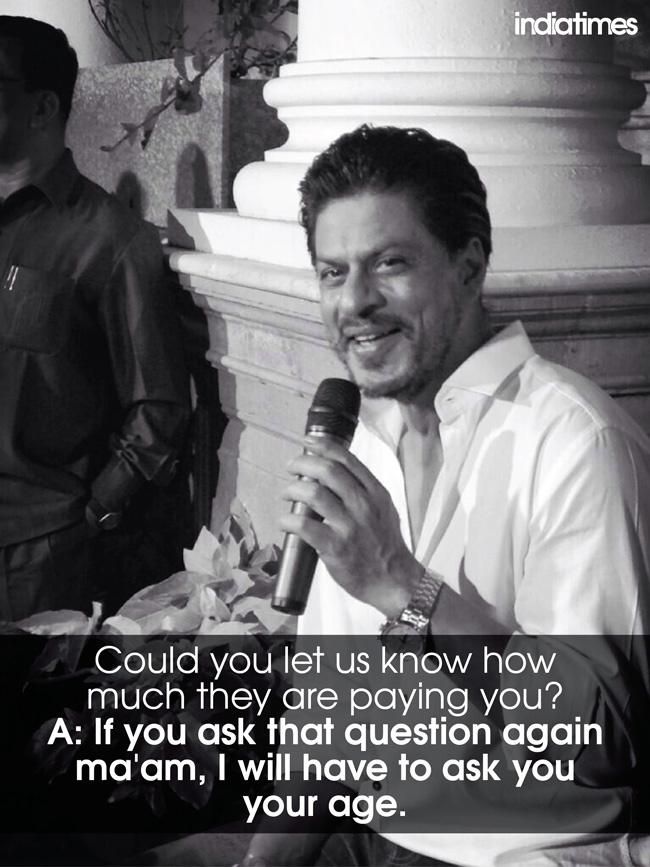 indiatimes
Could you let us know how
much they are paying you?
A: If you ask that question again
ma'am, I will have to ask you
your age.